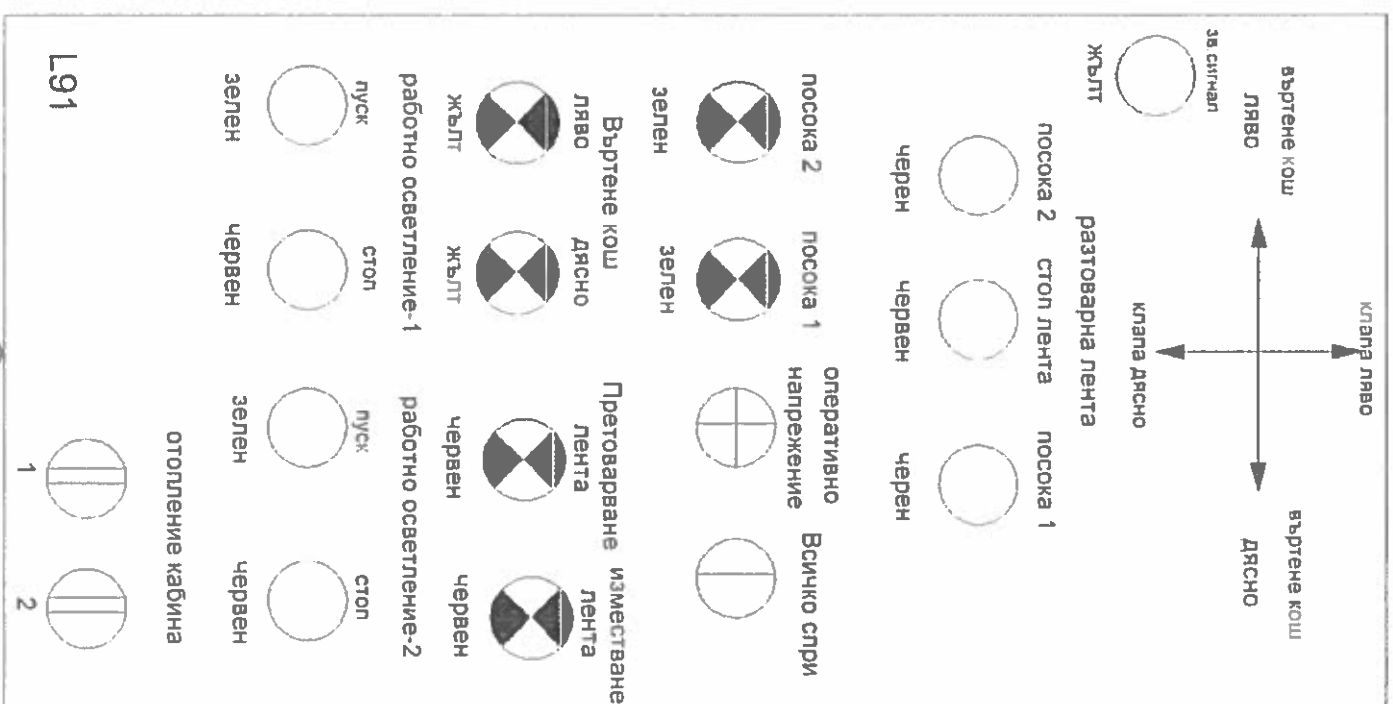 клапа ляво
въртене кош
ляво
въртене кош
дясно
клапа дясно
зв. сигнал
жълт
разтоварна лента
посока 2 стоп лента посока 1
черен червен черен
посока 2 посока 1 оперативно напрежение Всичко спри
зелен зелен
Въртене кош Претоварване изместване
ляво дясно лента лента
жълт жълт червен червен
работно осветление-1 работно осветление-2
пуск стоп пуск стоп
зелен червен зелен червен
отопление кабина
1 2
L91